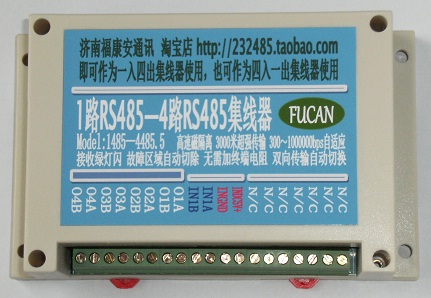 济南福康安通讯 淘宝店 http://232485.taobao.com
即可作为一入四出集线器使用，也可作为四入一出集线器使用
1路RS485—4路RS485集线器
FUCAN
Model:1485—4485.5 高速磁隔离 3000米超强传输 300~1000000bps自适应
接收绿灯闪 故障区域自动切除 无需加终端电阻 双向传输自动切换
04B 04A 03B 03A 02B 02A 01B 01A IN1B IN1A INGND N/C N/C N/C N/C N/C N/C